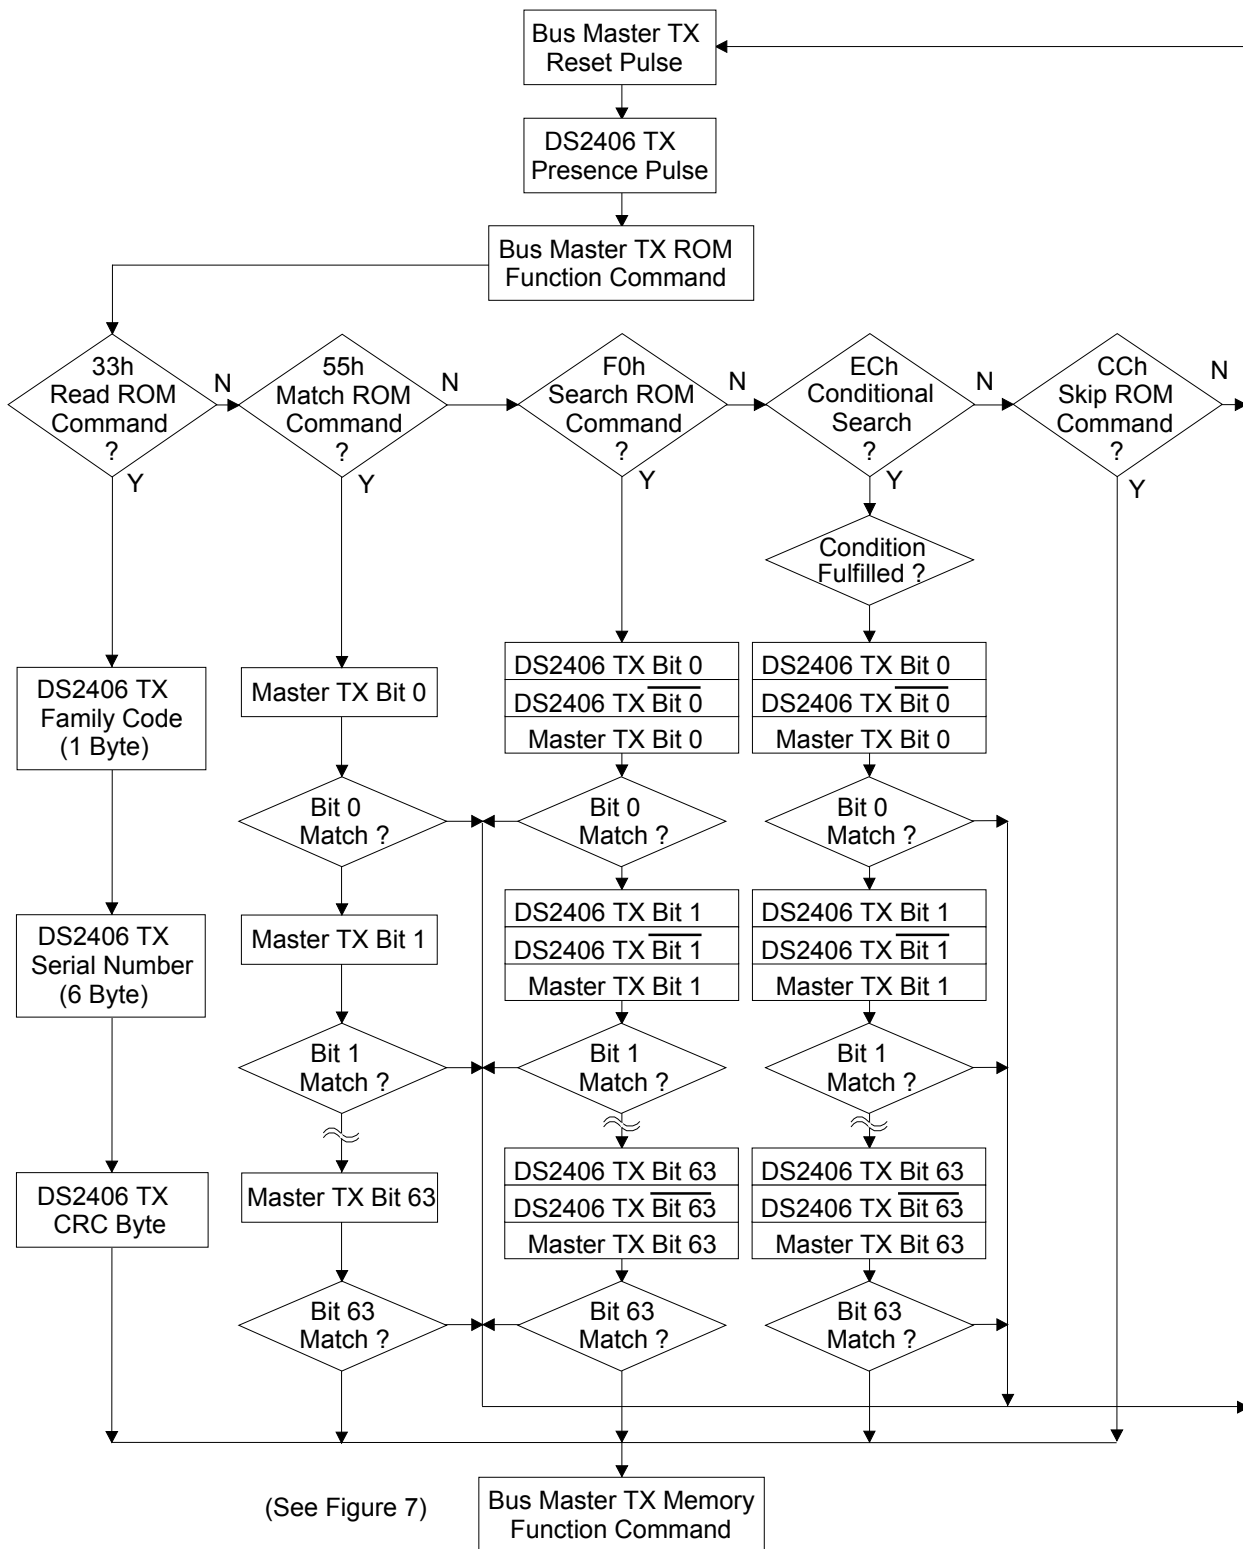 Bus Master TX
Reset Pulse
DS2406 TX
Presence Pulse
Bus Master TX ROM
Function Command
33h
Read ROM
Command
?
N
Y
55h
Match ROM
Command
?
N
Y
F0h
Search ROM
Command
?
N
Y
ECh
Conditional
Search
?
N
Y
CCh
Skip ROM
Command
?
N
Y
Condition
Fulfilled ?
DS2406 TX
Family Code
(1 Byte)
DS2406 TX
Serial Number
(6 Byte)
DS2406 TX
CRC Byte
Master TX Bit 0
Bit 0
Match ?
Master TX Bit 1
Bit 1
Match ?
Master TX Bit 63
Bit 63
Match ?
DS2406 TX Bit 0
DS2406 TX Bit 0
Master TX Bit 0
Bit 0
Match ?
DS2406 TX Bit 1
DS2406 TX Bit 1
Master TX Bit 1
Bit 1
Match ?
DS2406 TX Bit 63
DS2406 TX Bit 63
Master TX Bit 63
Bit 63
Match ?
DS2406 TX Bit 0
DS2406 TX Bit 0
Master TX Bit 0
Bit 0
Match ?
DS2406 TX Bit 1
DS2406 TX Bit 1
Master TX Bit 1
Bit 1
Match ?
DS2406 TX Bit 63
DS2406 TX Bit 63
Master TX Bit 63
Bit 63
Match ?
(See Figure 7)
Bus Master TX Memory
Function Command